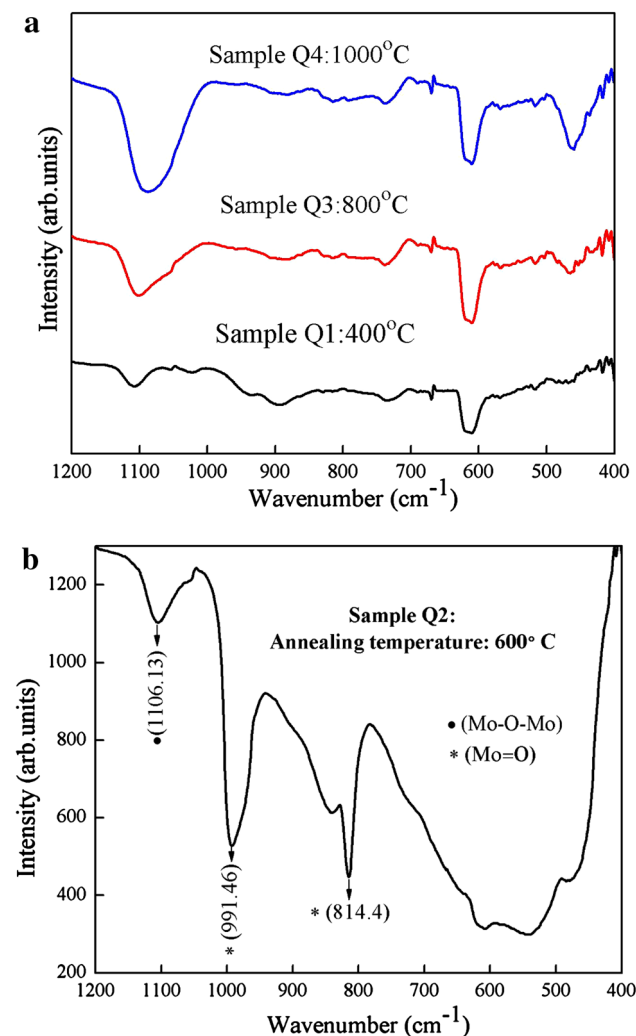 a
Sample Q4:1000°C
Sample Q3:800°C
Sample Q1:400°C
Intensity (arb.units)
1200 1100 1000 900 800 700 600 500 400
Wavenumber (cm⁻¹)
b
Sample Q2:
Annealing temperature: 600° C
• (Mo-O-Mo)
* (Mo=O)
•(1106.13)
* (991.46)
* (814.4)
Intensity (arb.units)
1200
1000
800
600
400
200
1200 1100 1000 900 800 700 600 500 400
Wavenumber (cm⁻¹)